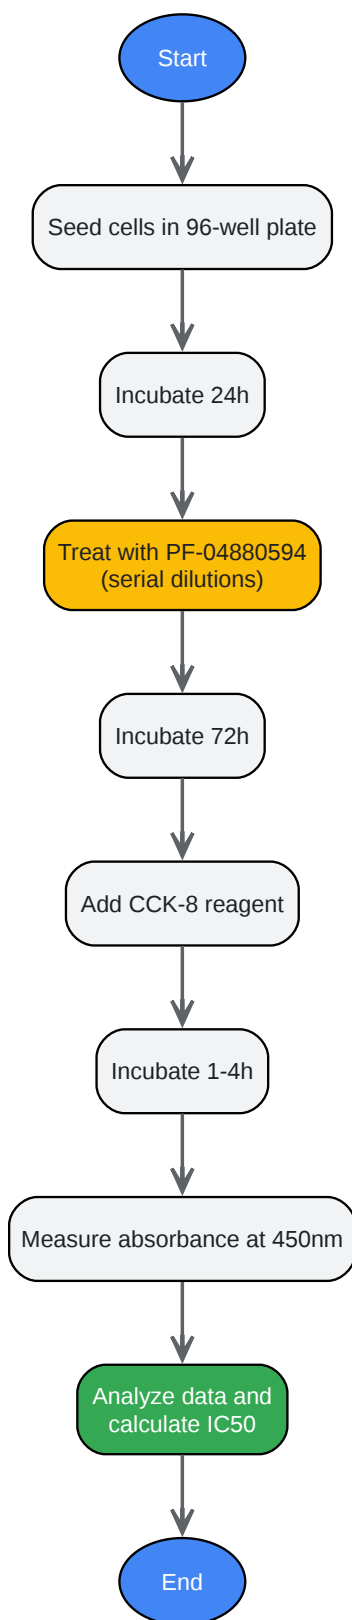 Start
Seed cells in 96-well plate
Incubate 24h
Treat with PF-04880594
(serial dilutions)
Incubate 72h
Add CCK-8 reagent
Incubate 1-4h
Measure absorbance at 450nm
Analyze data and
calculate IC50
End